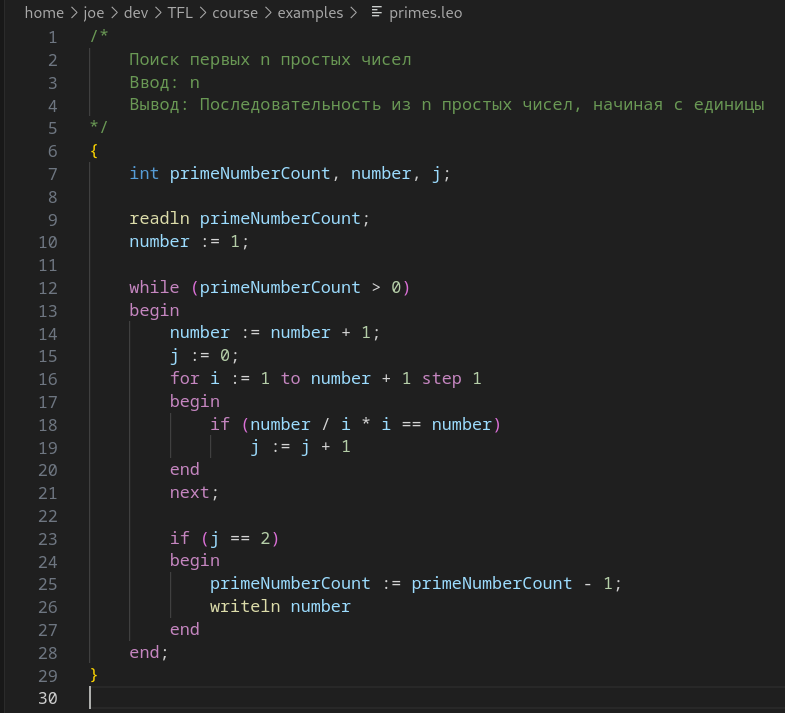 home > joe > dev > TFL > course > examples > primes.leo
1 /*
2     Поиск первых n простых чисел
3     Ввод: n
4     Вывод: Последовательность из n простых чисел, начиная с единицы
5 */
6 {
7     int primeNumberCount, number, j;
8
9     readln primeNumberCount;
10     number := 1;
11
12     while (primeNumberCount > 0)
13     begin
14         number := number + 1;
15         j := 0;
16         for i := 1 to number + 1 step 1
17         begin
18             if (number / i * i == number)
19                 j := j + 1
20         end
21         next;
22
23         if (j == 2)
24         begin
25             primeNumberCount := primeNumberCount - 1;
26             writeln number
27         end
28     end;
29 }
30